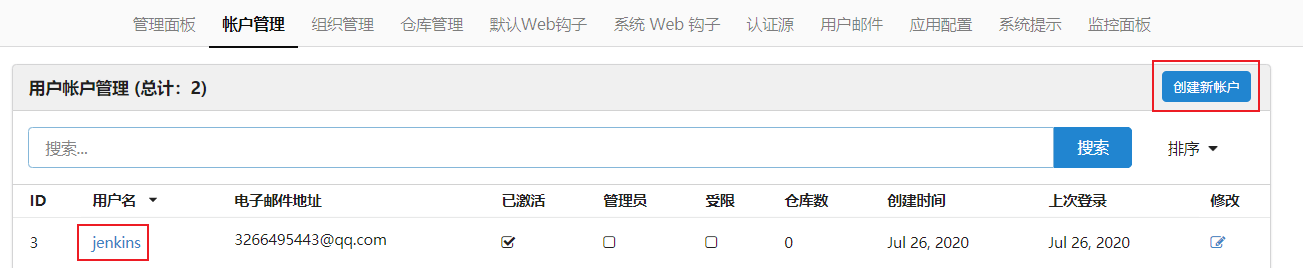 管理面板 帐户管理 组织管理 仓库管理 默认Web钩子 系统 Web 钩子 认证源 用户邮件 应用配置 系统提示 监控面板
用户帐户管理 (总计：2) 创建新帐户
搜索... 搜索 排序
ID 用户名 电子邮件地址 已激活 管理员 受限 仓库数 创建时间 上次登录 修改
3 jenkins 3266495443@qq.com 0 Jul 26, 2020 Jul 26, 2020